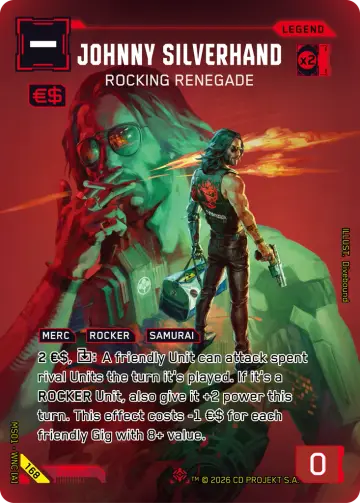 LEGEND
JOHNNY SILVERHAND
x2
ROCKING RENEGADE
€$
ILLUST. Divebound
MERC ROCKER SAMURAI
2 €$, : A friendly Unit can attack spent
rival Units the turn it's played. If it's a
ROCKER Unit, also give it +2 power this
turn. This effect costs -1 €$ for each
friendly Gig with 8+ value.
168
0
™ © 2026 CD PROJEKT S.A.